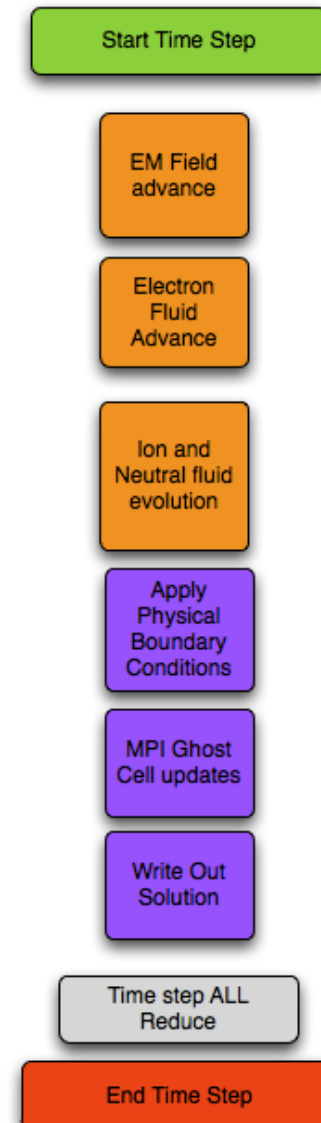 Start Time Step
EM Field
advance
Electron
Fluid
Advance
Ion and
Neutral fluid
evolution
Apply
Physical
Boundary
Conditions
MPI Ghost
Cell updates
Write Out
Solution
Time step ALL
Reduce
End Time Step